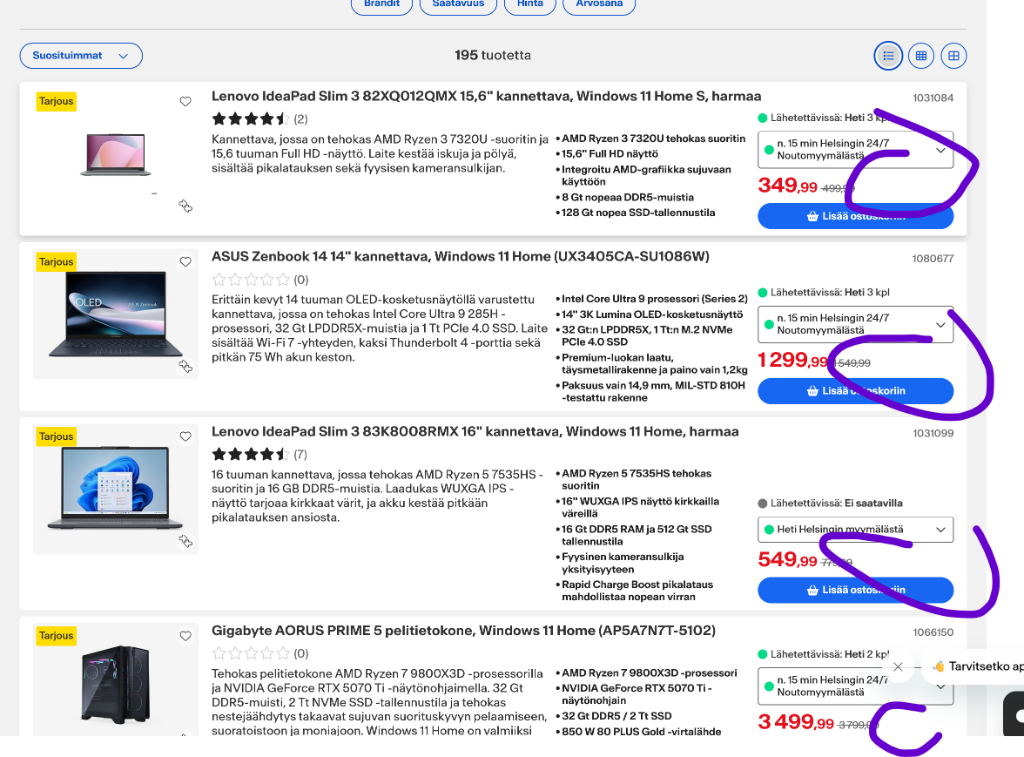 Brändit Saatavuus Hinta Arvosana
Suosituimmat
195 tuotetta
Tarjous
Lenovo IdeaPad Slim 3 82XQ012QMX 15,6" kannettava, Windows 11 Home S, harmaa
(2)
Kannettava, jossa on tehokas AMD Ryzen 3 7320U -suoritin ja
15,6 tuuman Full HD -näyttö. Laite kestää iskuja ja pölyä,
sisältää pikalatauksen sekä fyysisen kameransulkijan.
• AMD Ryzen 3 7320U tehokas suoritin
• 15,6" Full HD näyttö
• Integroitu AMD-grafiikka sujuvaan
käyttöön
• 8 Gt nopeaa DDR5-muistia
• 128 Gt nopea SSD-tallennustila
1031084
Lähetettävissä: Heti 3 kpl
n. 15 min Helsingin 24/7
Noutomyymälästä
349,99 499,99
Lisää ostoskoriin
Tarjous
ASUS Zenbook 14 14" kannettava, Windows 11 Home (UX3405CA-SU1086W)
(0)
Erittäin kevyt 14 tuuman OLED-kosketusnäytöllä varustettu
kannettava, jossa on tehokas Intel Core Ultra 9 285H -
prosessori, 32 Gt LPDDR5X-muistia ja 1 Tt PCIe 4.0 SSD. Laite
sisältää Wi-Fi 7 -yhteyden, kaksi Thunderbolt 4 -porttia sekä
pitkän 75 Wh akun keston.
• Intel Core Ultra 9 prosessori (Series 2)
• 14" 3K Lumina OLED-kosketusnäyttö
• 32 Gt:n LPDDR5X, 1 Tt:n M.2 NVMe
PCIe 4.0 SSD
• Premium-luokan laatu,
täysmetallirakenne ja paino vain 1,2kg
• Paksuus vain 14,9 mm, MIL-STD 810H
-testattu rakenne
1080677
Lähetettävissä: Heti 3 kpl
n. 15 min Helsingin 24/7
Noutomyymälästä
1 299,99 1 549,99
Lisää ostoskoriin
Tarjous
Lenovo IdeaPad Slim 3 83K8008RMX 16" kannettava, Windows 11 Home, harmaa
(7)
16 tuuman kannettava, jossa tehokas AMD Ryzen 5 7535HS -
suoritin ja 16 GB DDR5-muistia. Laadukas WUXGA IPS -
näyttö tarjoaa kirkkaat värit, ja akku kestää pitkään
pikalatauksen ansiosta.
• AMD Ryzen 5 7535HS tehokas
suoritin
• 16" WUXGA IPS näyttö kirkkailla
väreillä
• 16 Gt DDR5 RAM ja 512 Gt SSD
tallennustila
• Fyysinen kameransulkija
yksityisyyteen
• Rapid Charge Boost pikalataus
mahdollistaa nopean virran
1031099
Lähetettävissä: Ei saatavilla
Heti Helsingin myymälästä
549,99
Lisää ostoskoriin
Tarjous
Gigabyte AORUS PRIME 5 pelitietokone, Windows 11 Home (AP5A7N7T-5102)
(0)
Tehokas pelitietokone AMD Ryzen 7 9800X3D -prosessorilla
ja NVIDIA GeForce RTX 5070 Ti -näytönohjaimella. 32 Gt
DDR5-muisti, 2 Tt NVMe SSD -tallennustila ja tehokas
nestejäähdytys takaavat sujuvan suorituskyvyn pelaamiseen,
suoratoistoon ja moniajoon. Windows 11 Home on valmiiksi
• AMD Ryzen 7 9800X3D -prosessori
• NVIDIA GeForce RTX 5070 Ti -
näytönohjain
• 32 Gt DDR5 / 2 Tt SSD
• 850 W 80 PLUS Gold -virtalähde
1066150
Lähetettävissä: Heti 2 kpl
n. 15 min Helsingin 24/7
Noutomyymälästä
3 499,99 3 799,99
Tarvitsetko ap